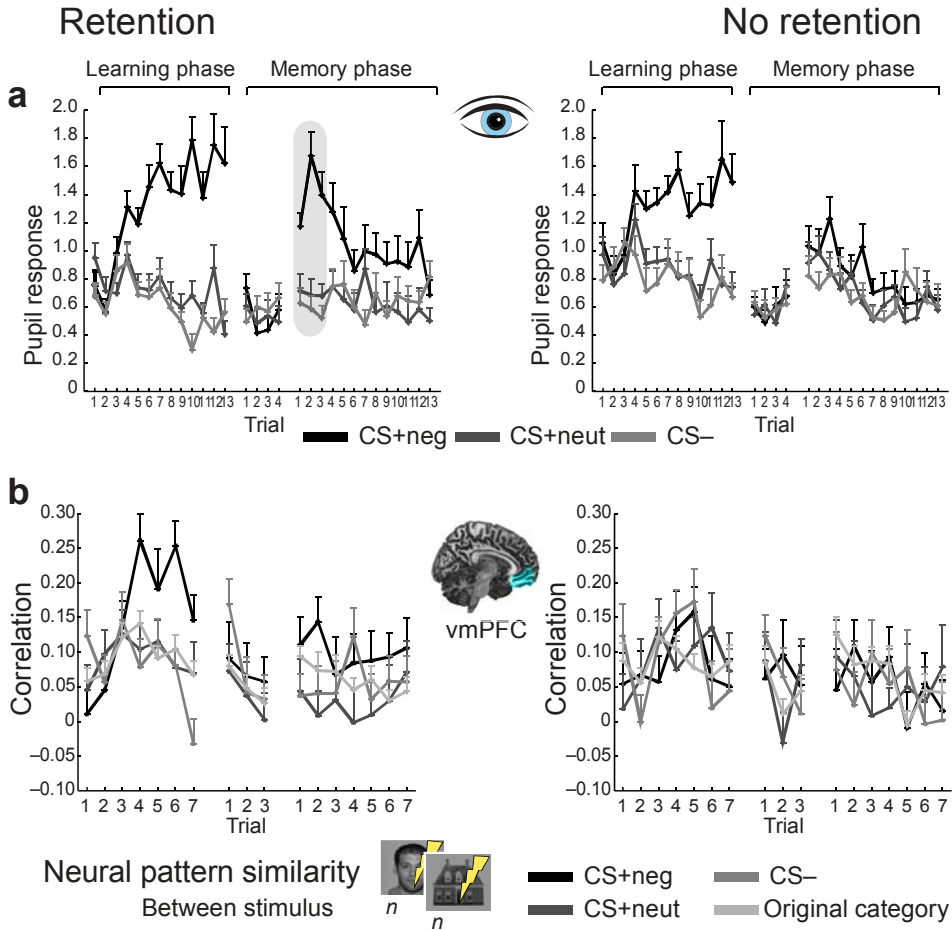 Retention
No retention
Learning phase
Memory phase
Learning phase
Memory phase
a
2.0
1.8
1.6
1.4
1.2
1.0
0.8
0.6
0.4
0.2
0
Pupil response
1 2 3 4 5 6 7 8 9 10 11 12 13
1 2 3 4
1 2 3 4 5 6 7 8 9 10 11 12 13
Trial
2.0
1.8
1.6
1.4
1.2
1.0
0.8
0.6
0.4
0.2
0
Pupil response
1 2 3 4 5 6 7 8 9 10 11 12 13
1 2 3 4
1 2 3 4 5 6 7 8 9 10 11 12 13
Trial
CS+neg
CS+neut
CS–
b
0.30
0.25
0.20
0.15
0.10
0.05
0
–0.05
–0.10
Correlation
1 2 3 4 5 6 7
1 2 3
1 2 3 4 5 6 7
Trial
vmPFC
0.30
0.25
0.20
0.15
0.10
0.05
0
–0.05
–0.10
Correlation
1 2 3 4 5 6 7
1 2 3
1 2 3 4 5 6 7
Trial
Neural pattern similarity
Between stimulus
n
n
CS+neg
CS–
CS+neut
Original category